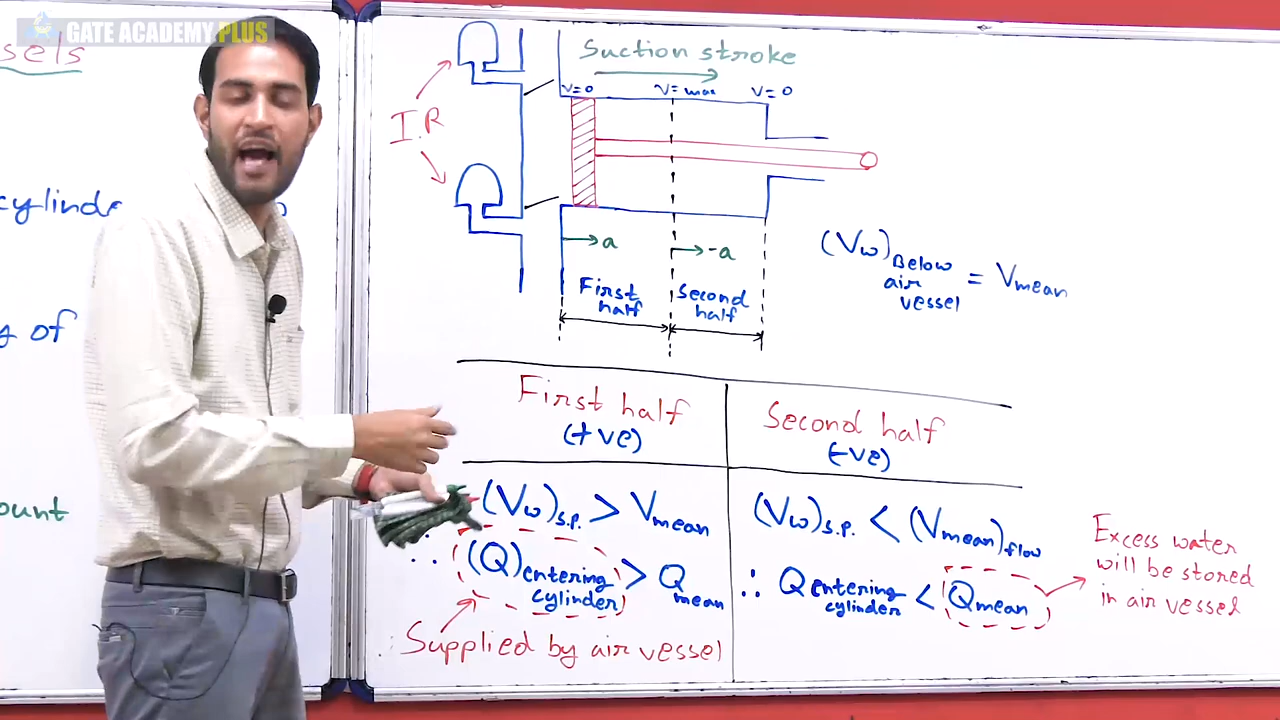 GATE ACADEMY PLUS
sels
cylinde
y of
ount
Suction stroke
v=0
v= max
v= 0
I.R
a
-a
First half
Second half
(Vw)Below air vessel = Vmean
First half
(+ve)
Second half
(-ve)
(Vw)S.P. > Vmean
(Vw)S.P. < (Vmean)flow
∴ (Q)entering cylinder > Qmean
∴ Qentering cylinder < Qmean
Excess water
will be stored
in air vessel
Supplied by air vessel